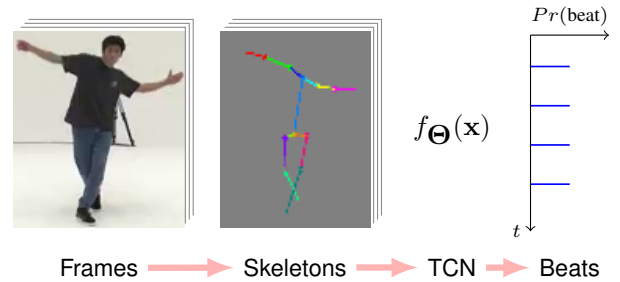 Pr(beat)
f_Θ(x)
t
Frames Skeletons TCN Beats